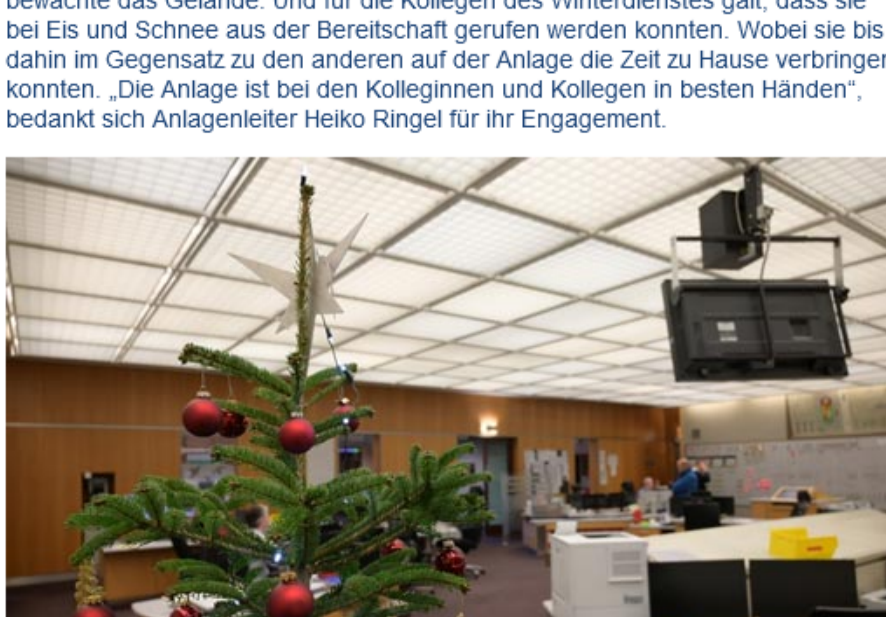 bewachte das Gelände. Und für die Kollegen des Winterdienstes galt, dass sie
bei Eis und Schnee aus der Bereitschaft gerufen werden konnten. Wobei sie bis
dahin im Gegensatz zu den anderen auf der Anlage die Zeit zu Hause verbringen
konnten. „Die Anlage ist bei den Kolleginnen und Kollegen in besten Händen“,
bedankt sich Anlagenleiter Heiko Ringel für ihr Engagement.